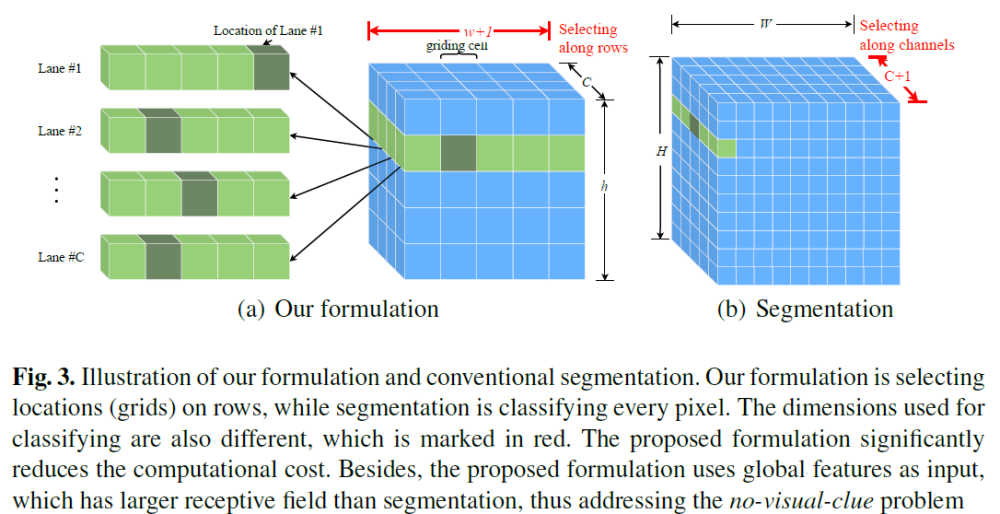 Location of Lane #1
Lane #1
Lane #2
Lane #C
w+1
griding cell
Selecting
along rows
C
h
(a) Our formulation
W
Selecting
along channels
C+1
H
(b) Segmentation
Fig. 3. Illustration of our formulation and conventional segmentation. Our formulation is selecting
locations (grids) on rows, while segmentation is classifying every pixel. The dimensions used for
classifying are also different, which is marked in red. The proposed formulation significantly
reduces the computational cost. Besides, the proposed formulation uses global features as input,
which has larger receptive field than segmentation, thus addressing the no-visual-clue problem